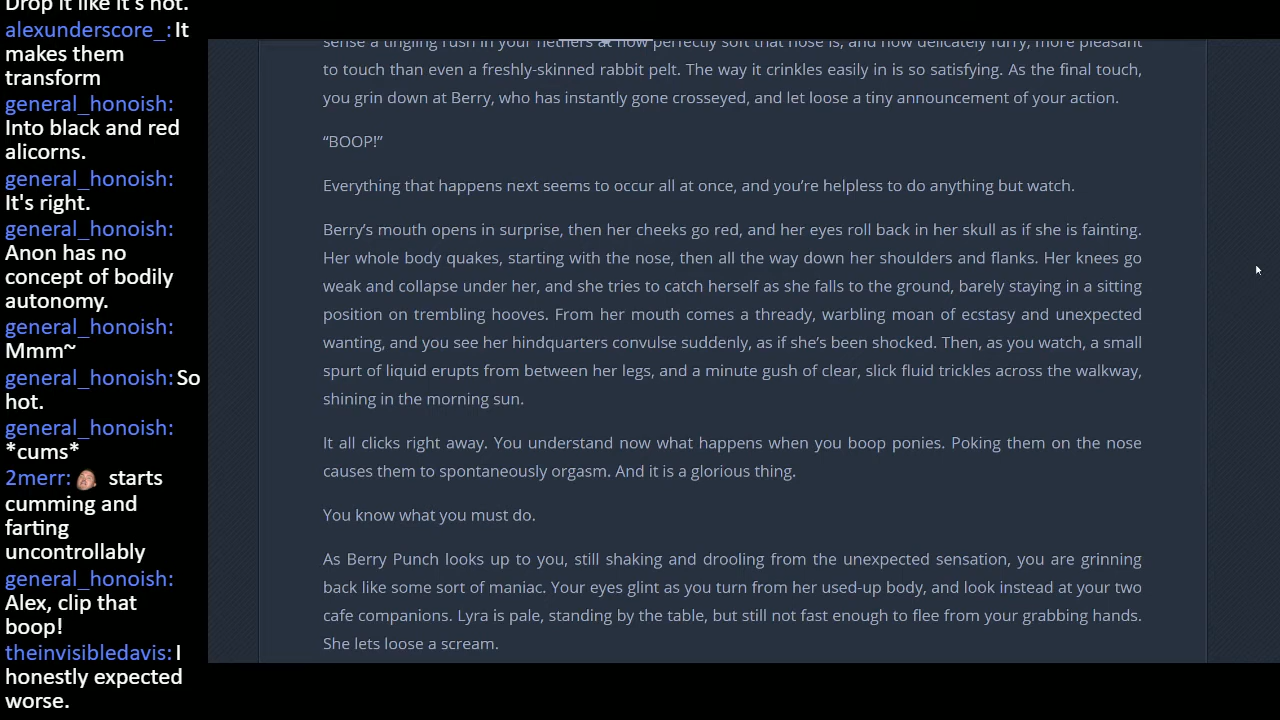 Drop it like it's hot.
alexunderscore_: It
makes them
transform
general_honoish:
Into black and red
alicorns.
general_honoish:
It's right.
general_honoish:
Anon has no
concept of bodily
autonomy.
general_honoish:
Mmm~
general_honoish: So
hot.
general_honoish:
*cums*
2merr: starts
cumming and
farting
uncontrollably
general_honoish:
Alex, clip that
boop!
theinvisibledavis: I
honestly expected
worse.
sense a tingling rush in your nethers at how perfectly soft that nose is, and how delicately furry, more pleasant
to touch than even a freshly-skinned rabbit pelt. The way it crinkles easily in is so satisfying. As the final touch,
you grin down at Berry, who has instantly gone crosseyed, and let loose a tiny announcement of your action.
“BOOP!”
Everything that happens next seems to occur all at once, and you’re helpless to do anything but watch.
Berry’s mouth opens in surprise, then her cheeks go red, and her eyes roll back in her skull as if she is fainting.
Her whole body quakes, starting with the nose, then all the way down her shoulders and flanks. Her knees go
weak and collapse under her, and she tries to catch herself as she falls to the ground, barely staying in a sitting
position on trembling hooves. From her mouth comes a thready, warbling moan of ecstasy and unexpected
wanting, and you see her hindquarters convulse suddenly, as if she’s been shocked. Then, as you watch, a small
spurt of liquid erupts from between her legs, and a minute gush of clear, slick fluid trickles across the walkway,
shining in the morning sun.
It all clicks right away. You understand now what happens when you boop ponies. Poking them on the nose
causes them to spontaneously orgasm. And it is a glorious thing.
You know what you must do.
As Berry Punch looks up to you, still shaking and drooling from the unexpected sensation, you are grinning
back like some sort of maniac. Your eyes glint as you turn from her used-up body, and look instead at your two
cafe companions. Lyra is pale, standing by the table, but still not fast enough to flee from your grabbing hands.
She lets loose a scream.